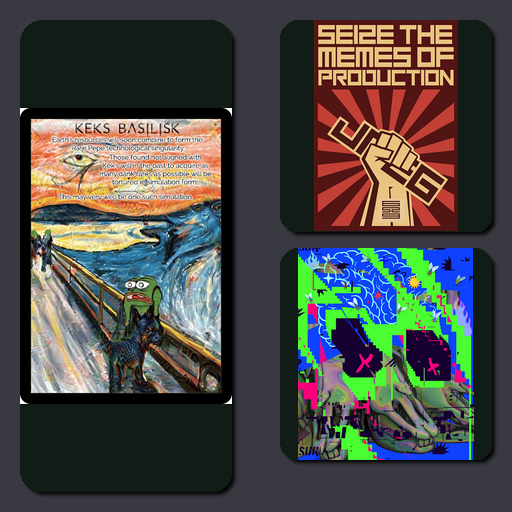 KEKS BASILISK
Earth's resources will soon combine to form the
Rare Pepe technological singularity.
Those found not aligned with
Kek's will in the past to acquire as
many dank rares as possible will be
tortured in simulation form.
This may very well be one such simulation.
SEIZE THE
MEMES OF
PRODUCTION
JPEG